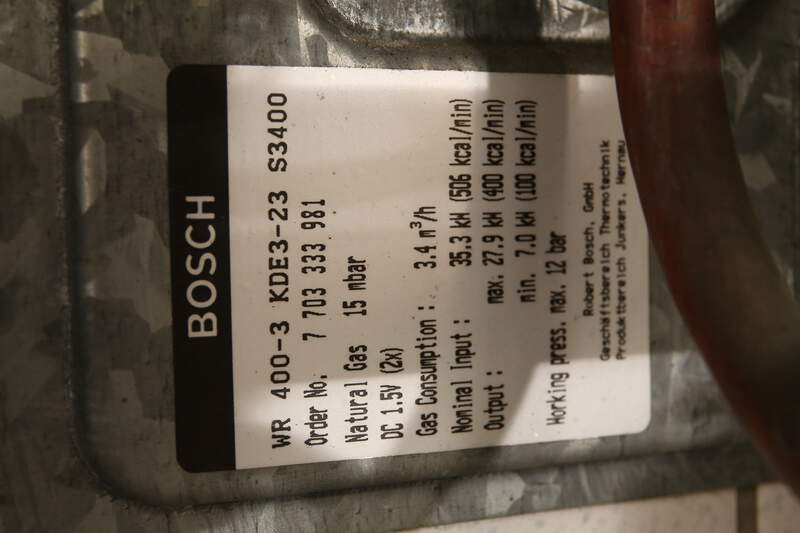 BOSCH
WR 400-3 KDE3-23 S3400
Order No. 7 703 333 981
Natural Gas 15 mbar
DC 1.5V (2x)
Gas Consumption : 3.4 m³/h
Nominal Input : 35.3 kW (506 kcal/min)
Output : max. 27.9 kW (400 kcal/min)
min. 7.0 kW (100 kcal/min)
Working press. max. 12 bar
Robert Bosch, GmbH
Geschäftsbereich Thermotechnik
Produktbereich Junkers, Wernau